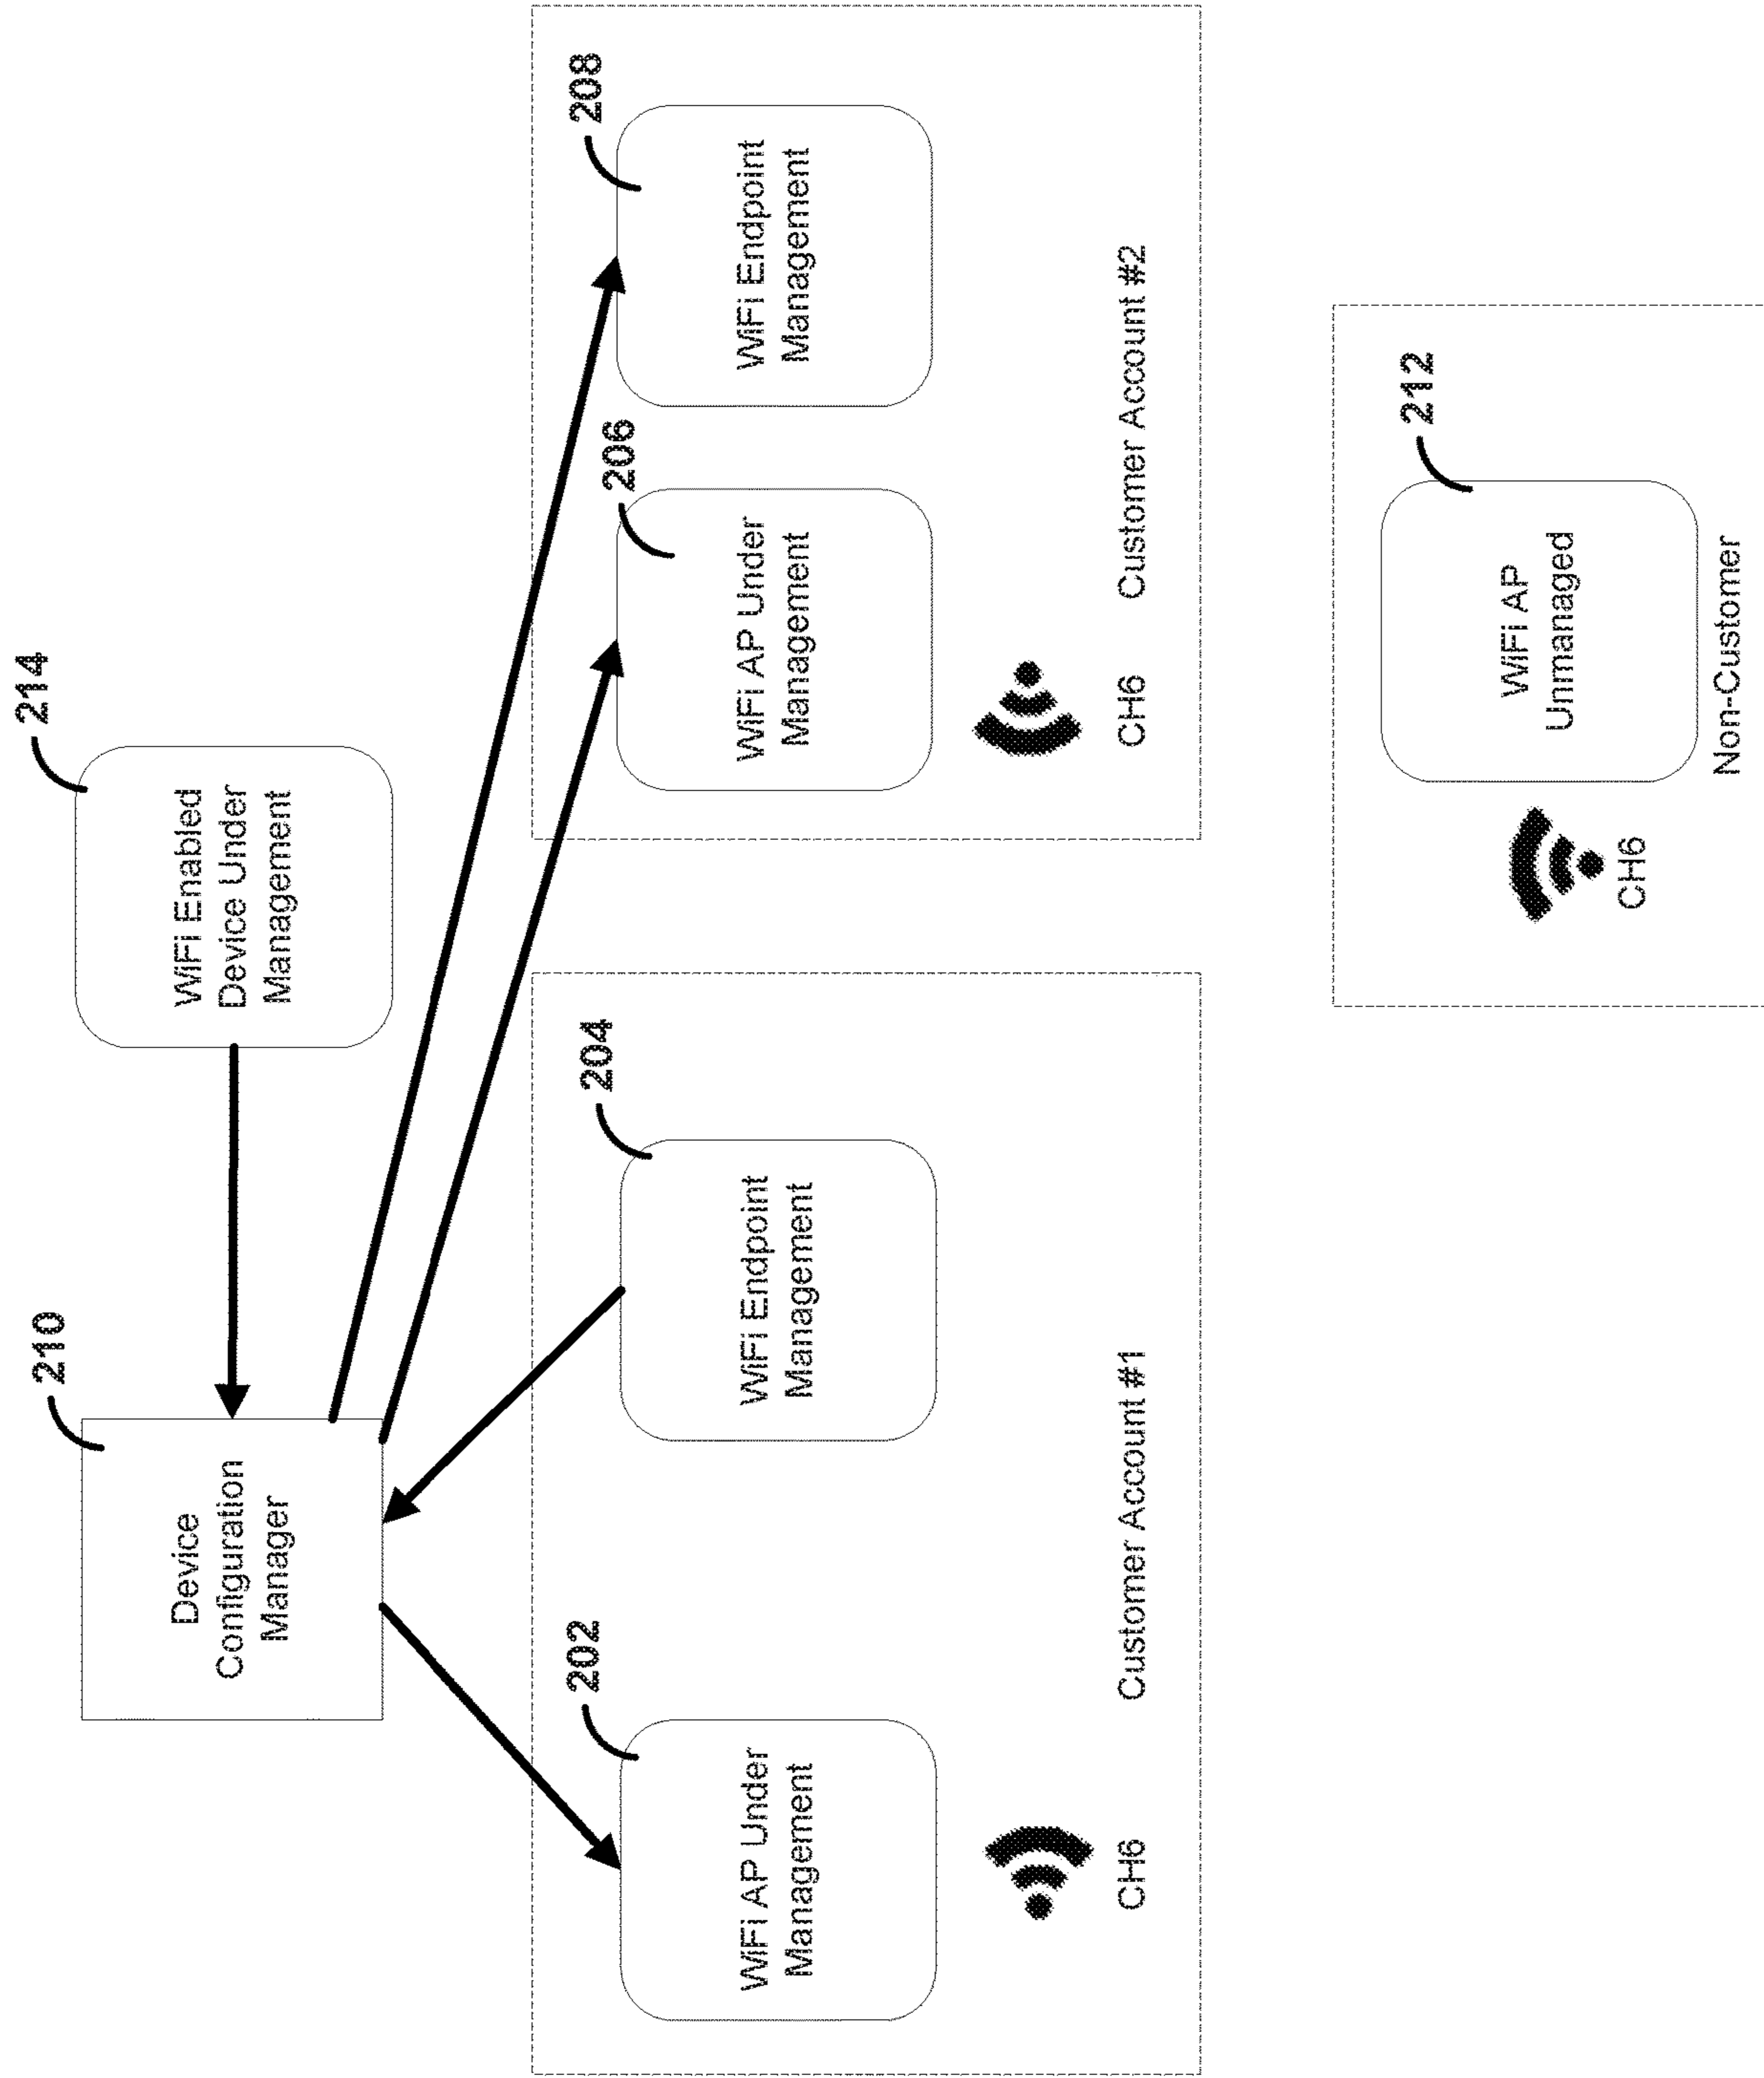 210
Device
Configuration
Manager
214
WiFi Enabled
Device Under
Management
202
WiFi AP Under
Management
CH6
204
WiFi Endpoint
Management
Customer Account #1
206
WiFi AP Under
Management
CH6
208
WiFi Endpoint
Management
Customer Account #2
212
WiFi AP
Unmanaged
CH6
Non-Customer